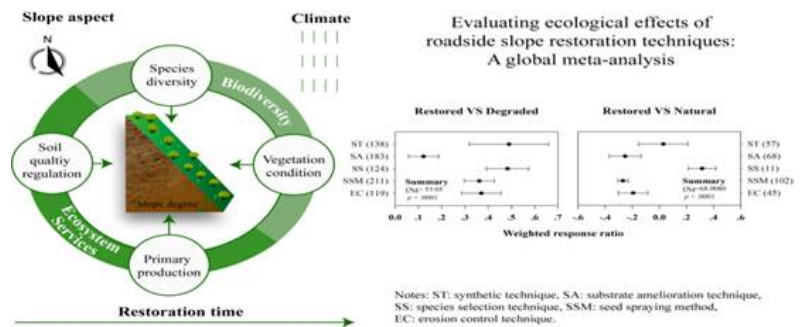 Slope aspect
Climate
N
Species
diversity
Biodiversity
Soil
qualtiy
regulation
Vegetation
condition
Slope degree
Ecosystem
Services
Primary
production
Restoration time
Evaluating ecological effects of
roadside slope restoration techniques:
A global meta-analysis
Restored VS Degraded
Restored VS Natural
ST (138)
SA (183)
SS (124)
SSM (211)
EC (119)
Summary
p = .0001
0.0 .1 .2 .3 .4 .5 .6 .7
ST (57)
SA (68)
SS (11)
SSM (102)
EC (45)
Summary
p = .0001
-.6 -.4 -.2 0.0 .2 .4 .6
Weighted response ratio
Notes: ST: synthetic technique, SA: substrate amelioration technique,
SS: species selection technique, SSM: seed spraying method,
EC: erosion control technique.